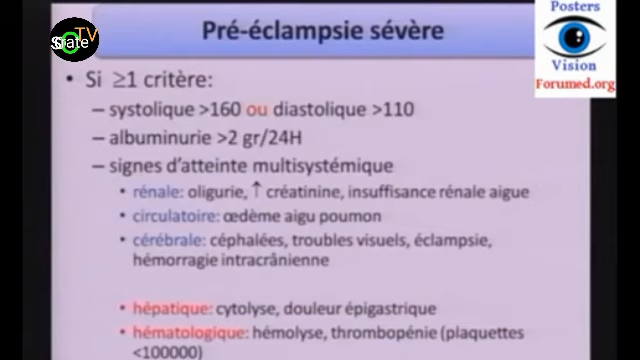 Posters
Vision
Forumed.org
TV
Pré-éclampsie sévère
• Si ≥1 critère:
– systolique >160 ou diastolique >110
– albuminurie >2 gr/24H
– signes d'atteinte multisystémique
• rénale: oligurie, ↑ créatinine, insuffisance rénale aigue
• circulatoire: œdème aigu poumon
• cérébrale: céphalées, troubles visuels, éclampsie,
hémorragie intracrânienne
• hépatique: cytolyse, douleur épigastrique
• hématologique: hémolyse, thrombopénie (plaquettes
<100000)